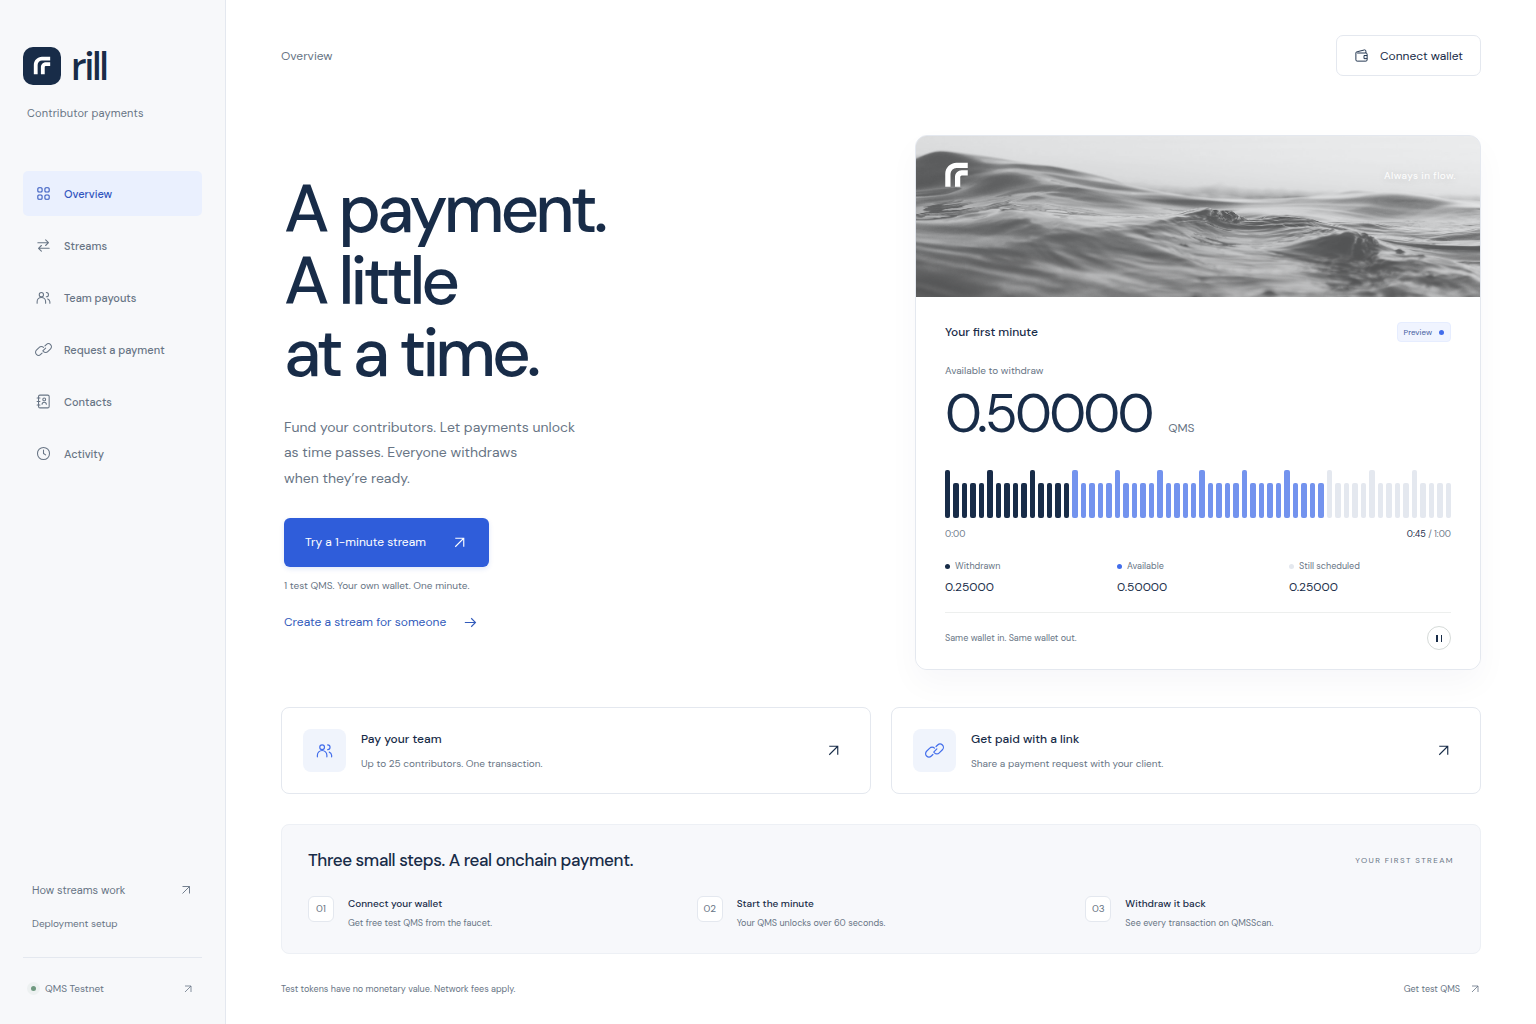 rill
Contributor payments
Overview
Streams
Team payouts
Request a payment
Contacts
Activity
How streams work
Deployment setup
QMS Testnet
Overview
Connect wallet
A payment.
A little
at a time.
Fund your contributors. Let payments unlock
as time passes. Everyone withdraws
when they’re ready.
Try a 1-minute stream
1 test QMS. Your own wallet. One minute.
Create a stream for someone
Always in flow.
Your first minute
Preview
Available to withdraw
0.50000 QMS
0:00
0:45 / 1:00
Withdrawn
0.25000
Available
0.50000
Still scheduled
0.25000
Same wallet in. Same wallet out.
Pay your team
Up to 25 contributors. One transaction.
Get paid with a link
Share a payment request with your client.
Three small steps. A real onchain payment.
YOUR FIRST STREAM
01
Connect your wallet
Get free test QMS from the faucet.
02
Start the minute
Your QMS unlocks over 60 seconds.
03
Withdraw it back
See every transaction on QMSScan.
Test tokens have no monetary value. Network fees apply.
Get test QMS